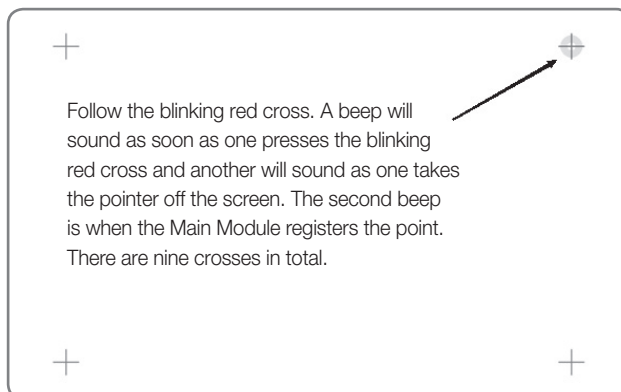 Follow the blinking red cross. A beep will
sound as soon as one presses the blinking
red cross and another will sound as one takes
the pointer off the screen. The second beep
is when the Main Module registers the point.
There are nine crosses in total.